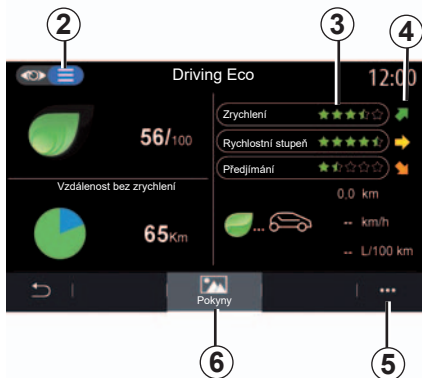 2
3
4
Driving Eco
12:00
56/100
Zrychlení
Rychlostní stupeň
Předjímání
Vzdálenost bez zrychlení
65Km
0,0 km
-- km/h
-- L/100 km
...
Pokyny
...
6
5